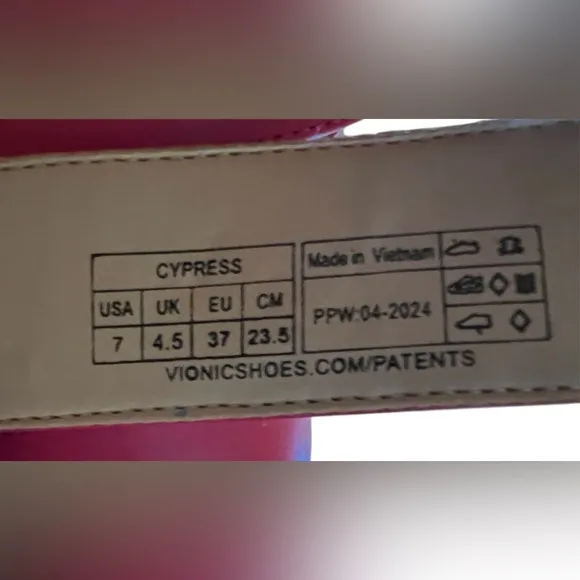 CYPRESS
USA UK EU CM
7 4.5 37 23.5
Made in Vietnam
PPW:04-2024
VIONICSHOES.COM/PATENTS